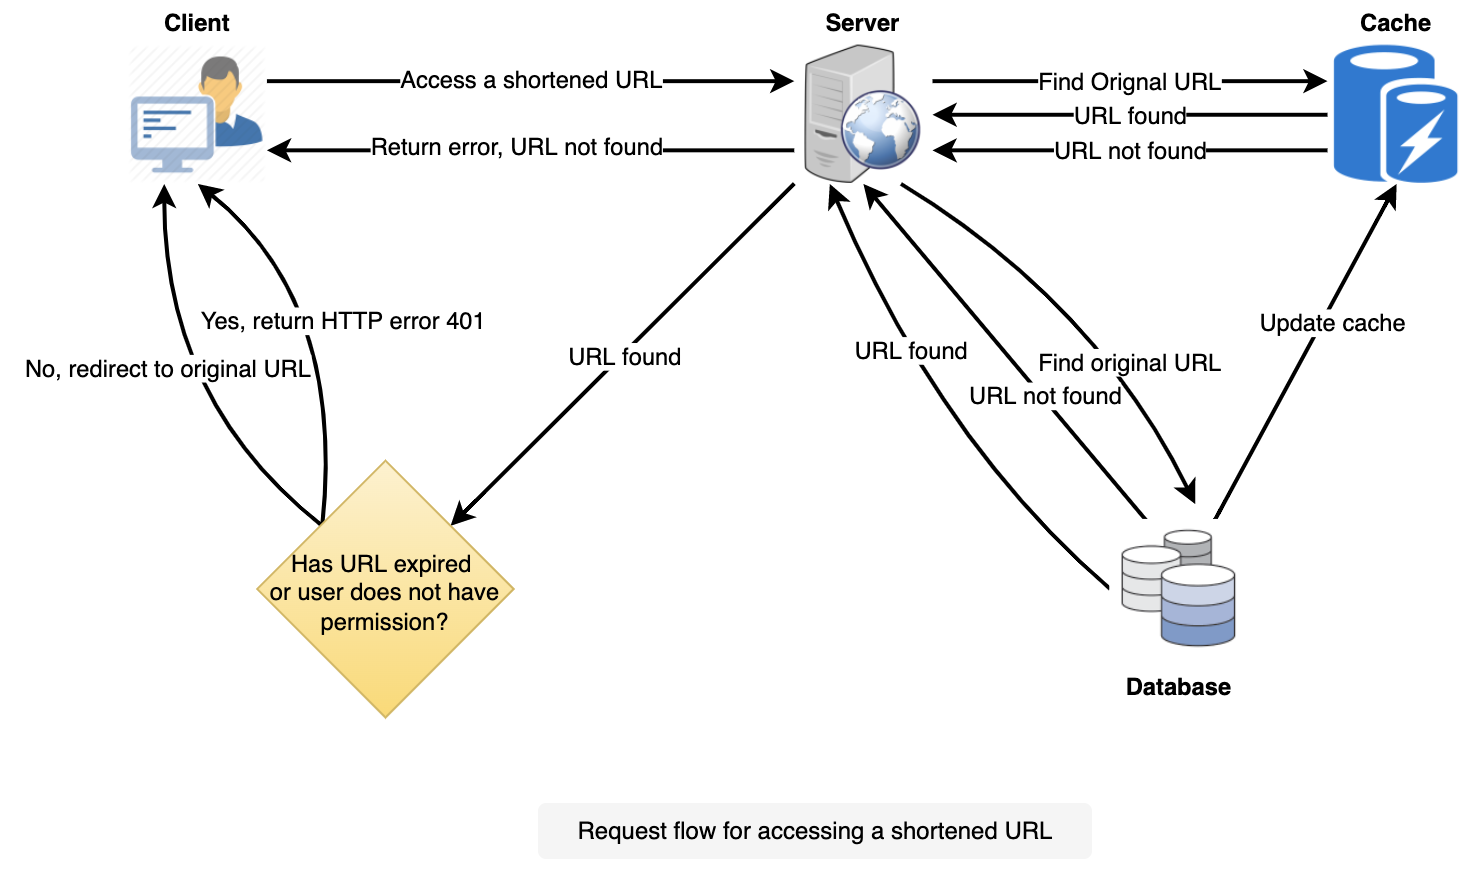 Client
Server
Cache
Access a shortened URL
Find Orignal URL
URL found
Return error, URL not found
URL not found
Yes, return HTTP error 401
Update cache
No, redirect to original URL
URL found
URL found
Find original URL
URL not found
Has URL expired
or user does not have
permission?
Database
Request flow for accessing a shortened URL